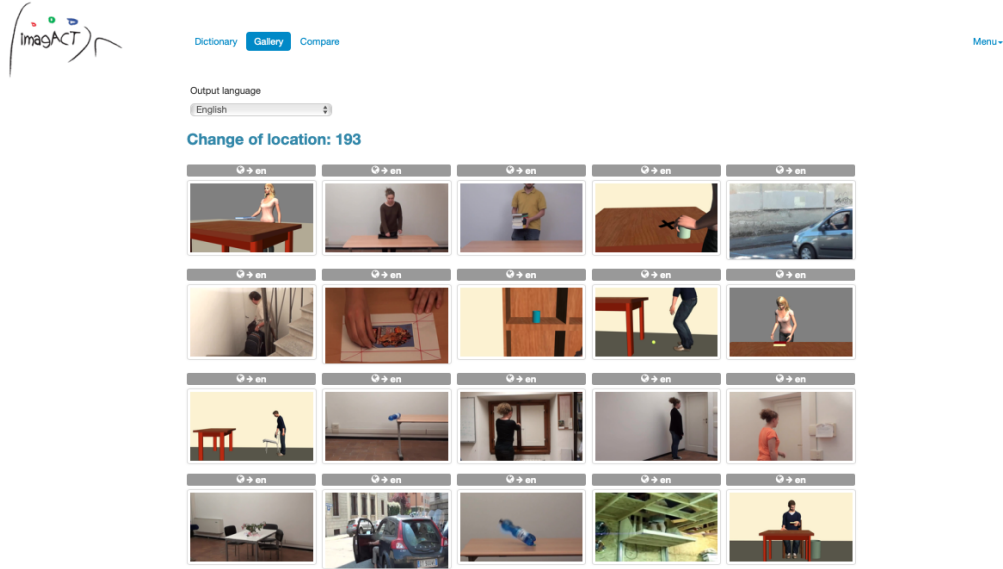 imagACT
Dictionary Gallery Compare Menu
Output language
English
Change of location: 193
→ en → en → en → en → en
→ en → en → en → en → en
→ en → en → en → en → en
→ en → en → en → en → en